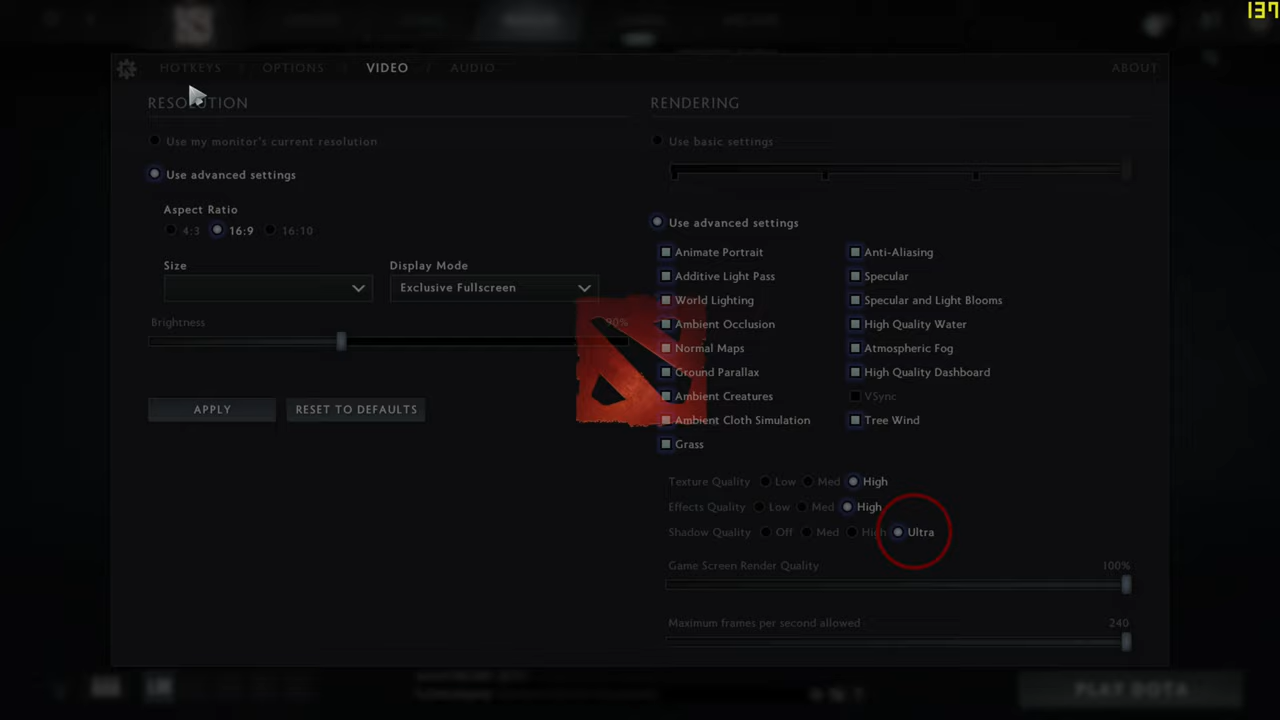 137
HOTKEYS / OPTIONS / VIDEO / AUDIO
ABOUT
RESOLUTION
Use my monitor's current resolution
Use advanced settings
Aspect Ratio
4:3 16:9 16:10
Size
Display Mode
Exclusive Fullscreen
Brightness 90%
APPLY
RESET TO DEFAULTS
RENDERING
Use basic settings
Use advanced settings
Animate Portrait
Additive Light Pass
World Lighting
Ambient Occlusion
Normal Maps
Ground Parallax
Ambient Creatures
Ambient Cloth Simulation
Grass
Anti-Aliasing
Specular
Specular and Light Blooms
High Quality Water
Atmospheric Fog
High Quality Dashboard
VSync
Tree Wind
Texture Quality Low Med High
Effects Quality Low Med High
Shadow Quality Off Med High Ultra
Game Screen Render Quality 100%
Maximum frames per second allowed 240
PLAY DOTA